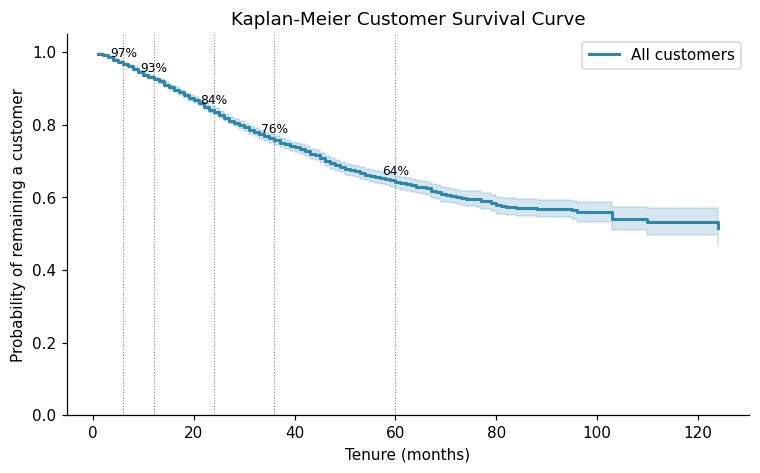 Kaplan-Meier Customer Survival Curve
All customers
97%
93%
84%
76%
64%
Probability of remaining a customer
1.0
0.8
0.6
0.4
0.2
0.0
0 20 40 60 80 100 120
Tenure (months)